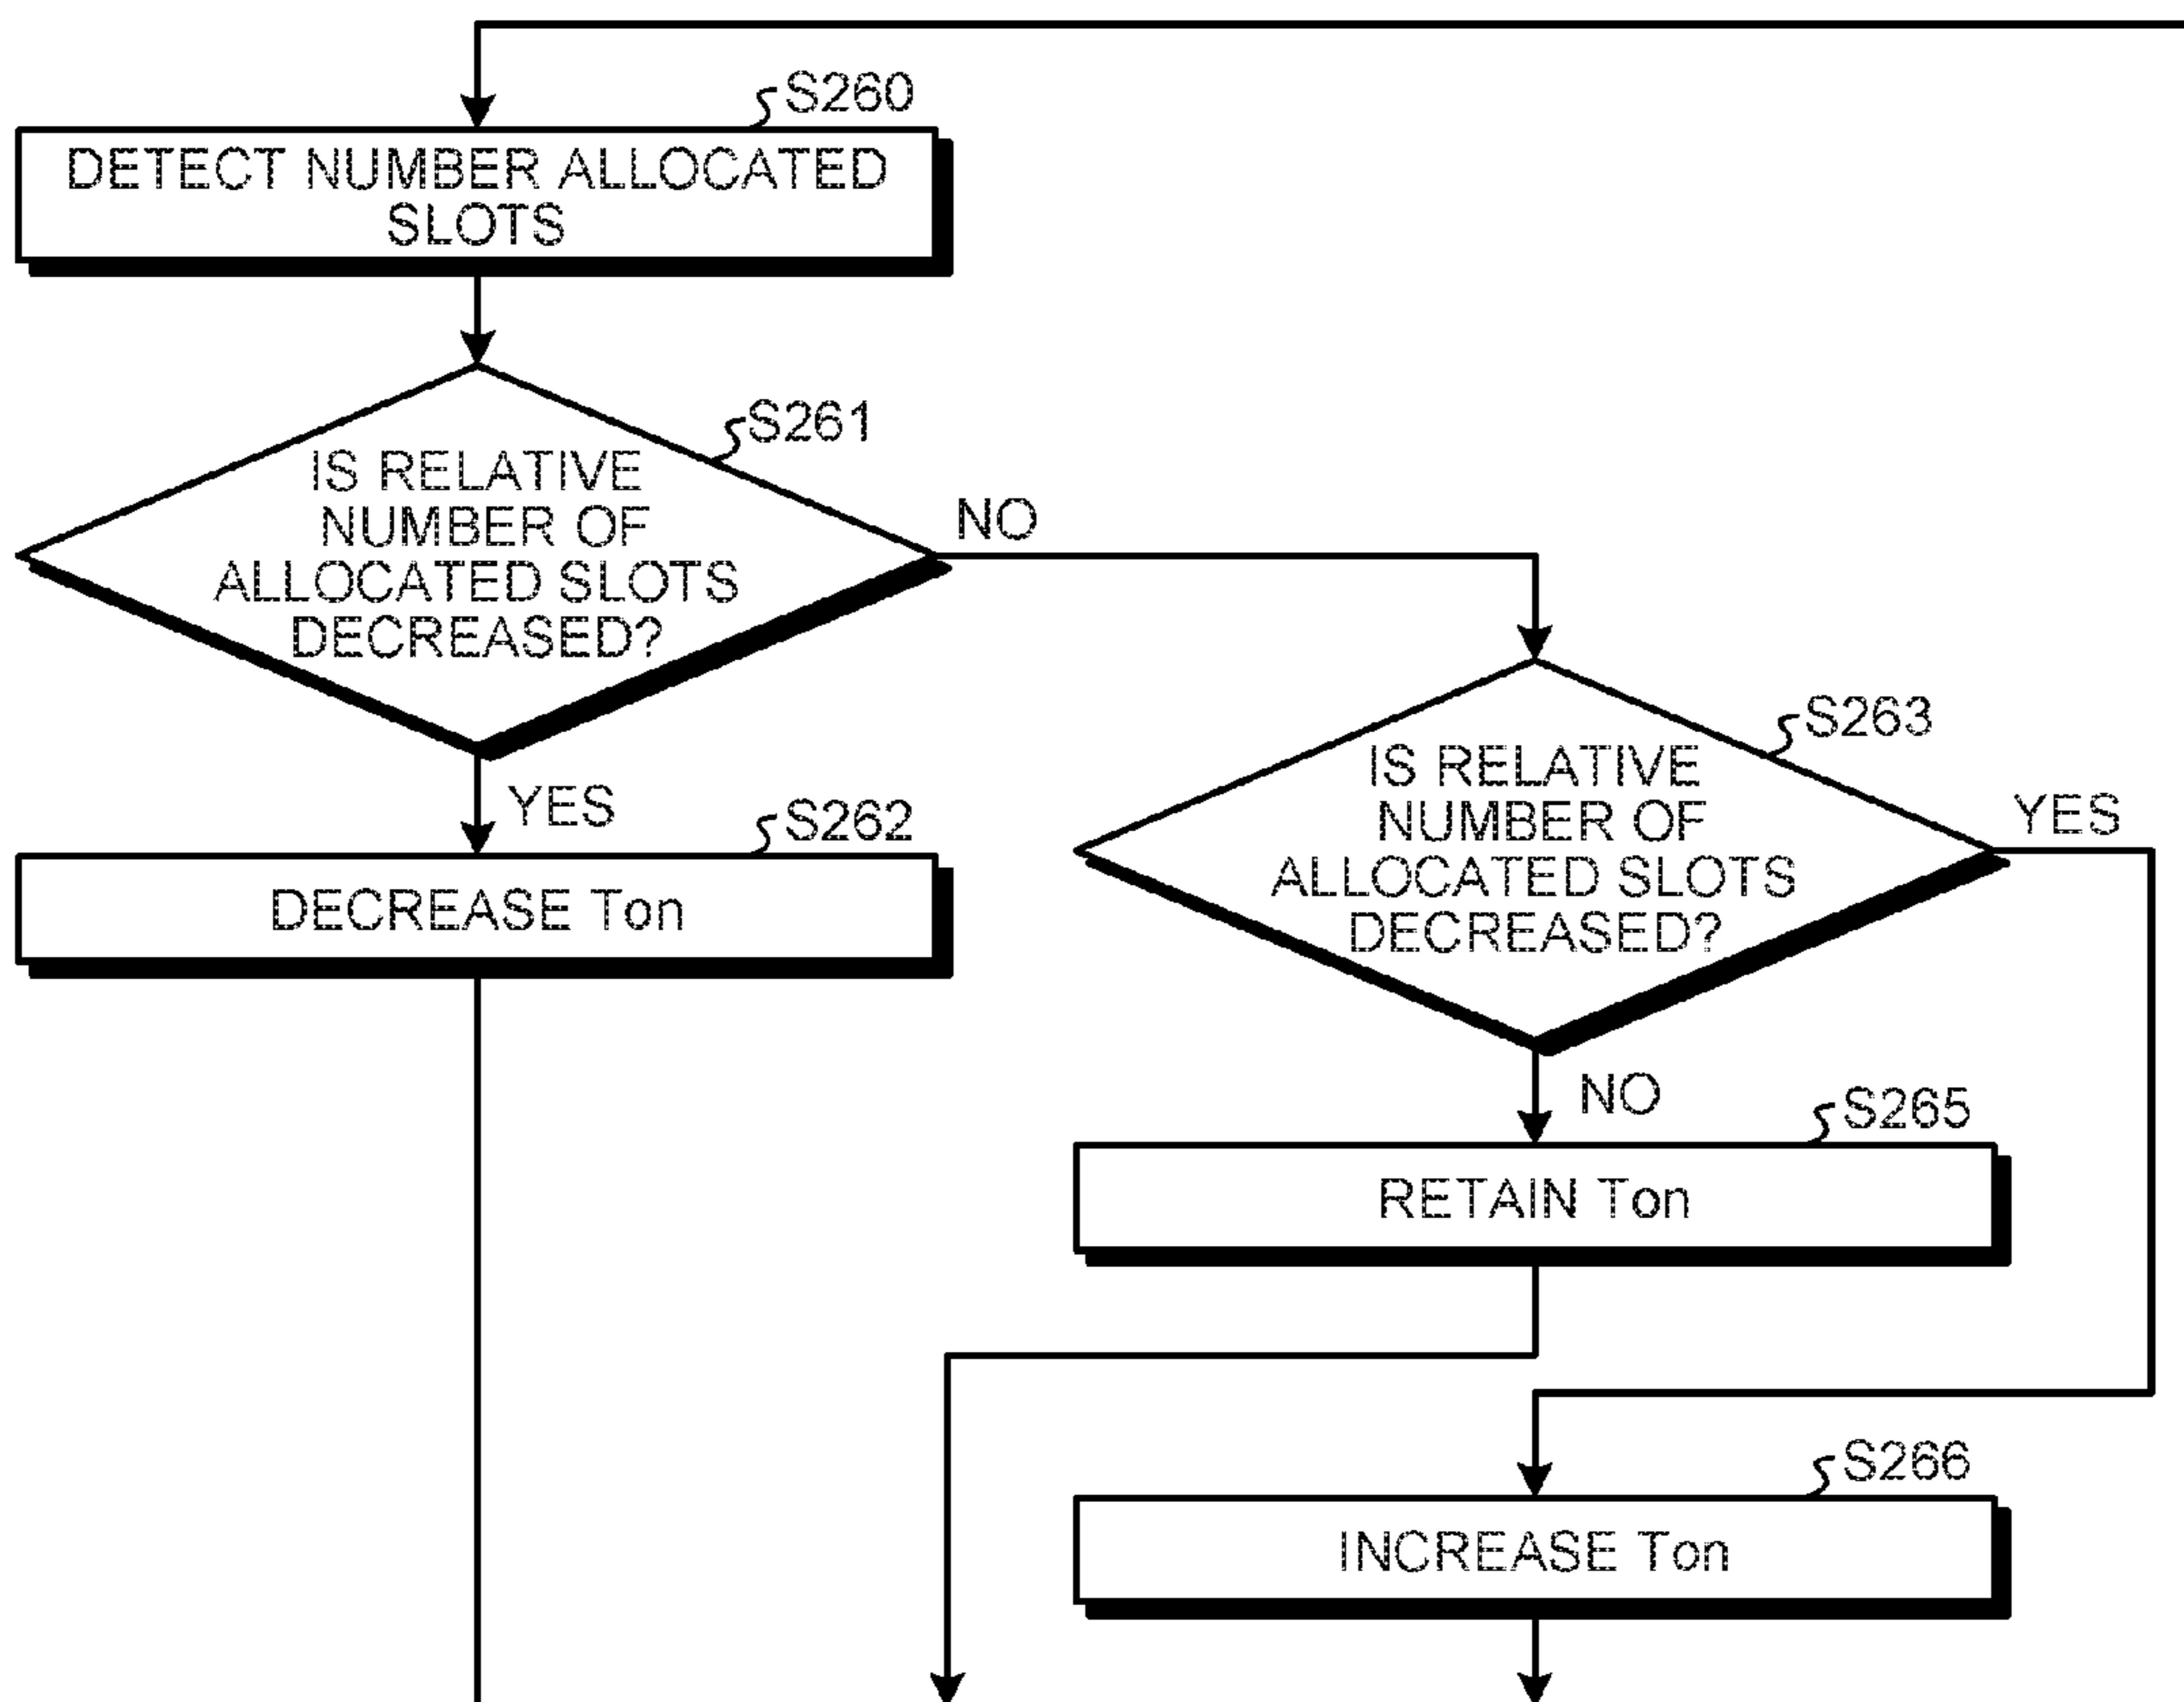 S260
DETECT NUMBER ALLOCATED
SLOTS
S261
IS RELATIVE
NUMBER OF
ALLOCATED SLOTS
DECREASED?
NO
YES
S262
DECREASE Ton
S263
IS RELATIVE
NUMBER OF
ALLOCATED SLOTS
DECREASED?
YES
NO
S265
RETAIN Ton
S266
INCREASE Ton